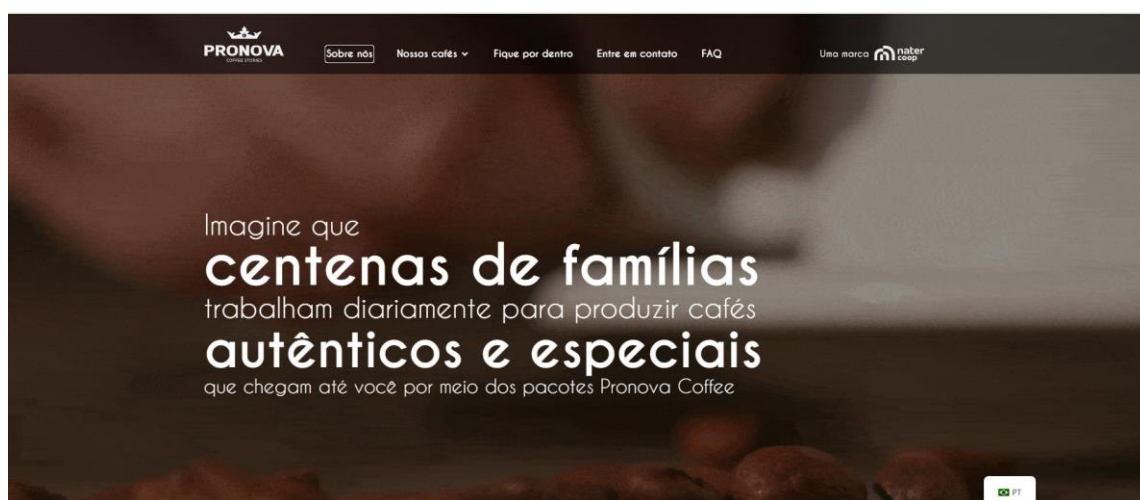 PRONOVA
COFFEE STORIES
Sobre nós
Nossos cafés
Fique por dentro
Entre em contato
FAQ
Uma marca nater coop
Imagine que
centenas de famílias
trabalham diariamente para produzir cafés
autênticos e especiais
que chegam até você por meio dos pacotes Pronova Coffee
PT